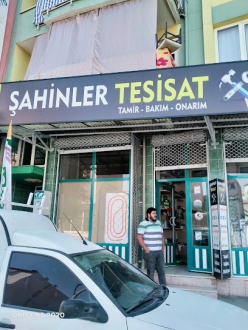 ŞAHİNLER TESİSAT
TAMİR - BAKIM - ONARIM